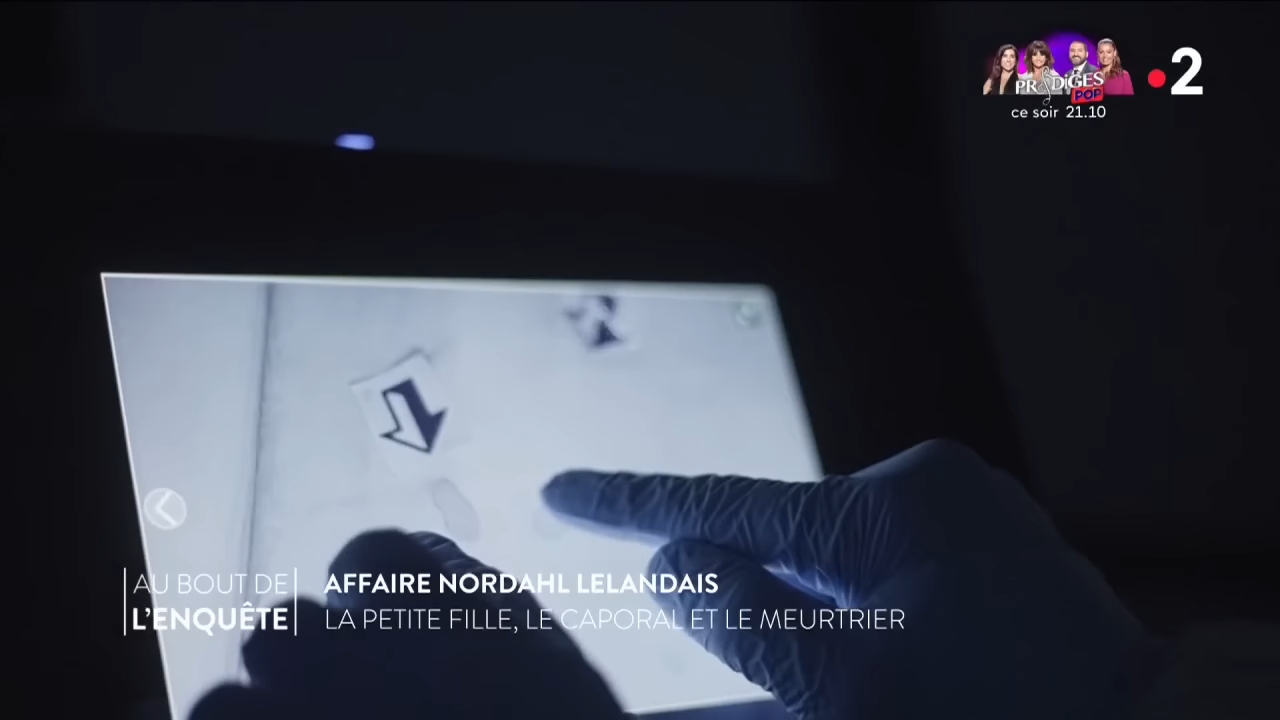 PRODIGES
POP
ce soir 21.10
2
AU BOUT DE
L'ENQUÊTE
AFFAIRE NORDAHL LELANDAIS
LA PETITE FILLE, LE CAPORAL ET LE MEURTRIER